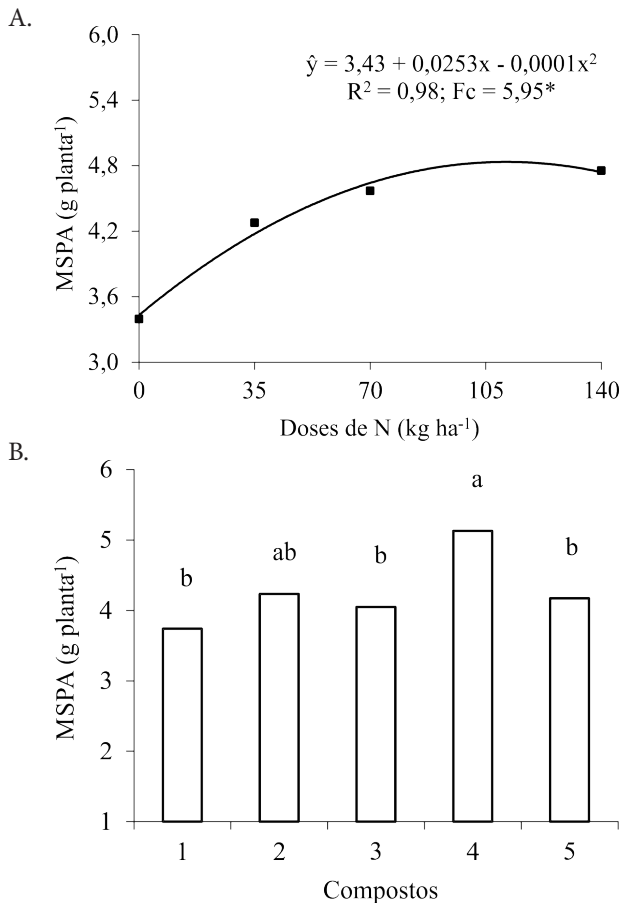 A.
6,0
5,4
4,8
4,2
3,6
3,0
MSPA (g planta-1)
ŷ = 3,43 + 0,0253x - 0,0001x²
R² = 0,98; Fc = 5,95*
0 35 70 105 140
Doses de N (kg ha-1)
B.
6
5
4
3
2
1
MSPA (g planta-1)
b ab b a b
1 2 3 4 5
Compostos